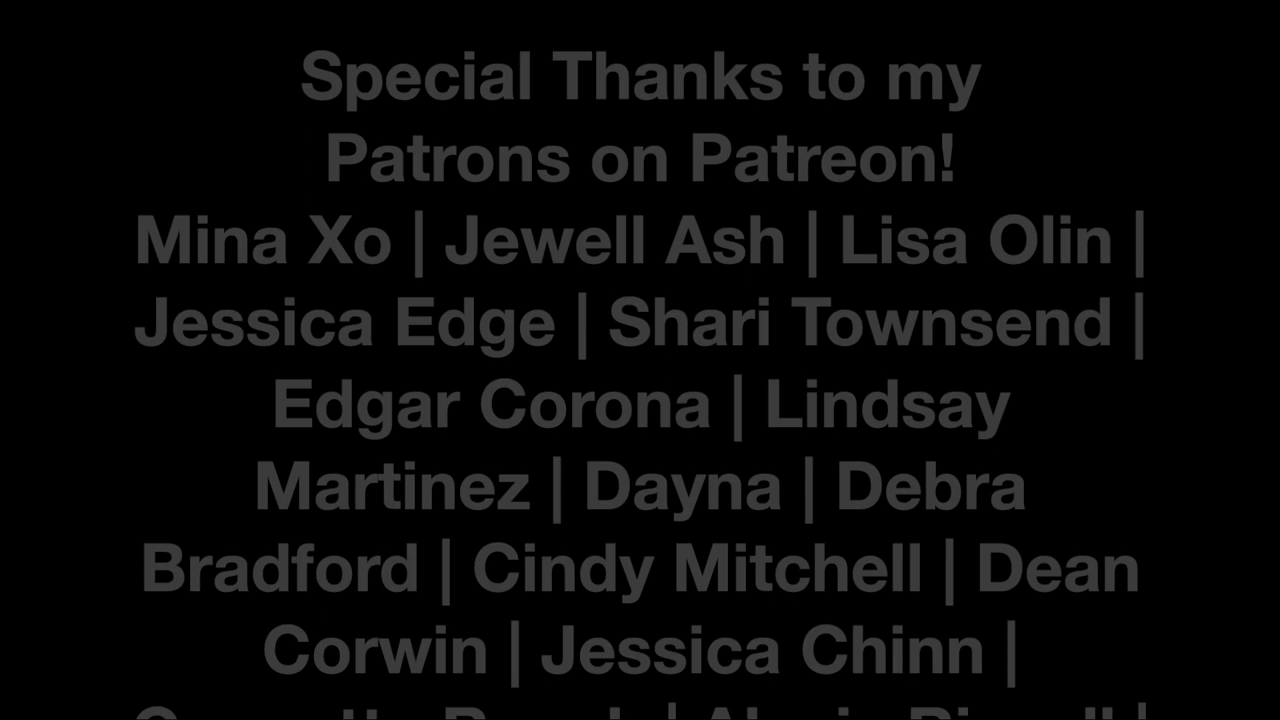 Special Thanks to my
Patrons on Patreon!
Mina Xo | Jewell Ash | Lisa Olin |
Jessica Edge | Shari Townsend |
Edgar Corona | Lindsay
Martinez | Dayna | Debra
Bradford | Cindy Mitchell | Dean
Corwin | Jessica Chinn |